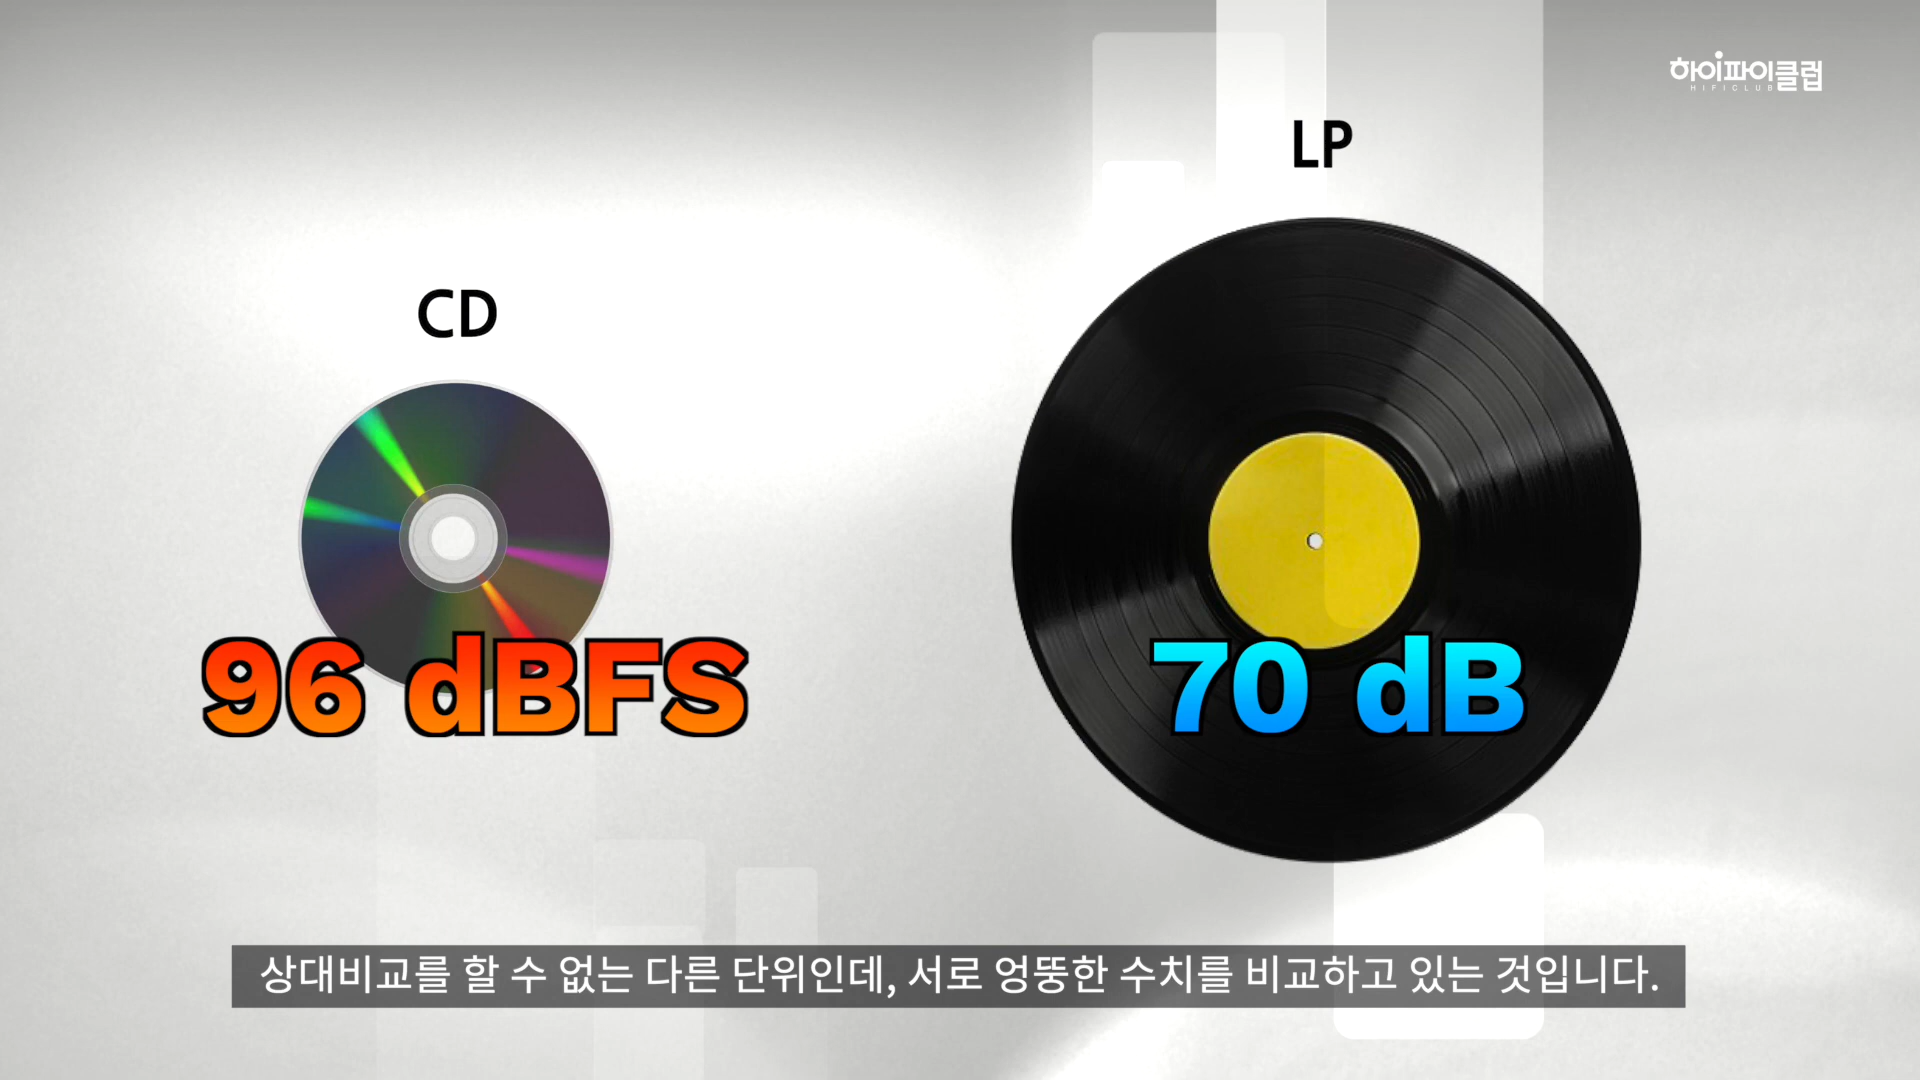 하이파이클럽
HIFICLUB
LP
CD
96 dBFS
70 dB
상대비교를 할 수 없는 다른 단위인데, 서로 엉뚱한 수치를 비교하고 있는 것입니다.